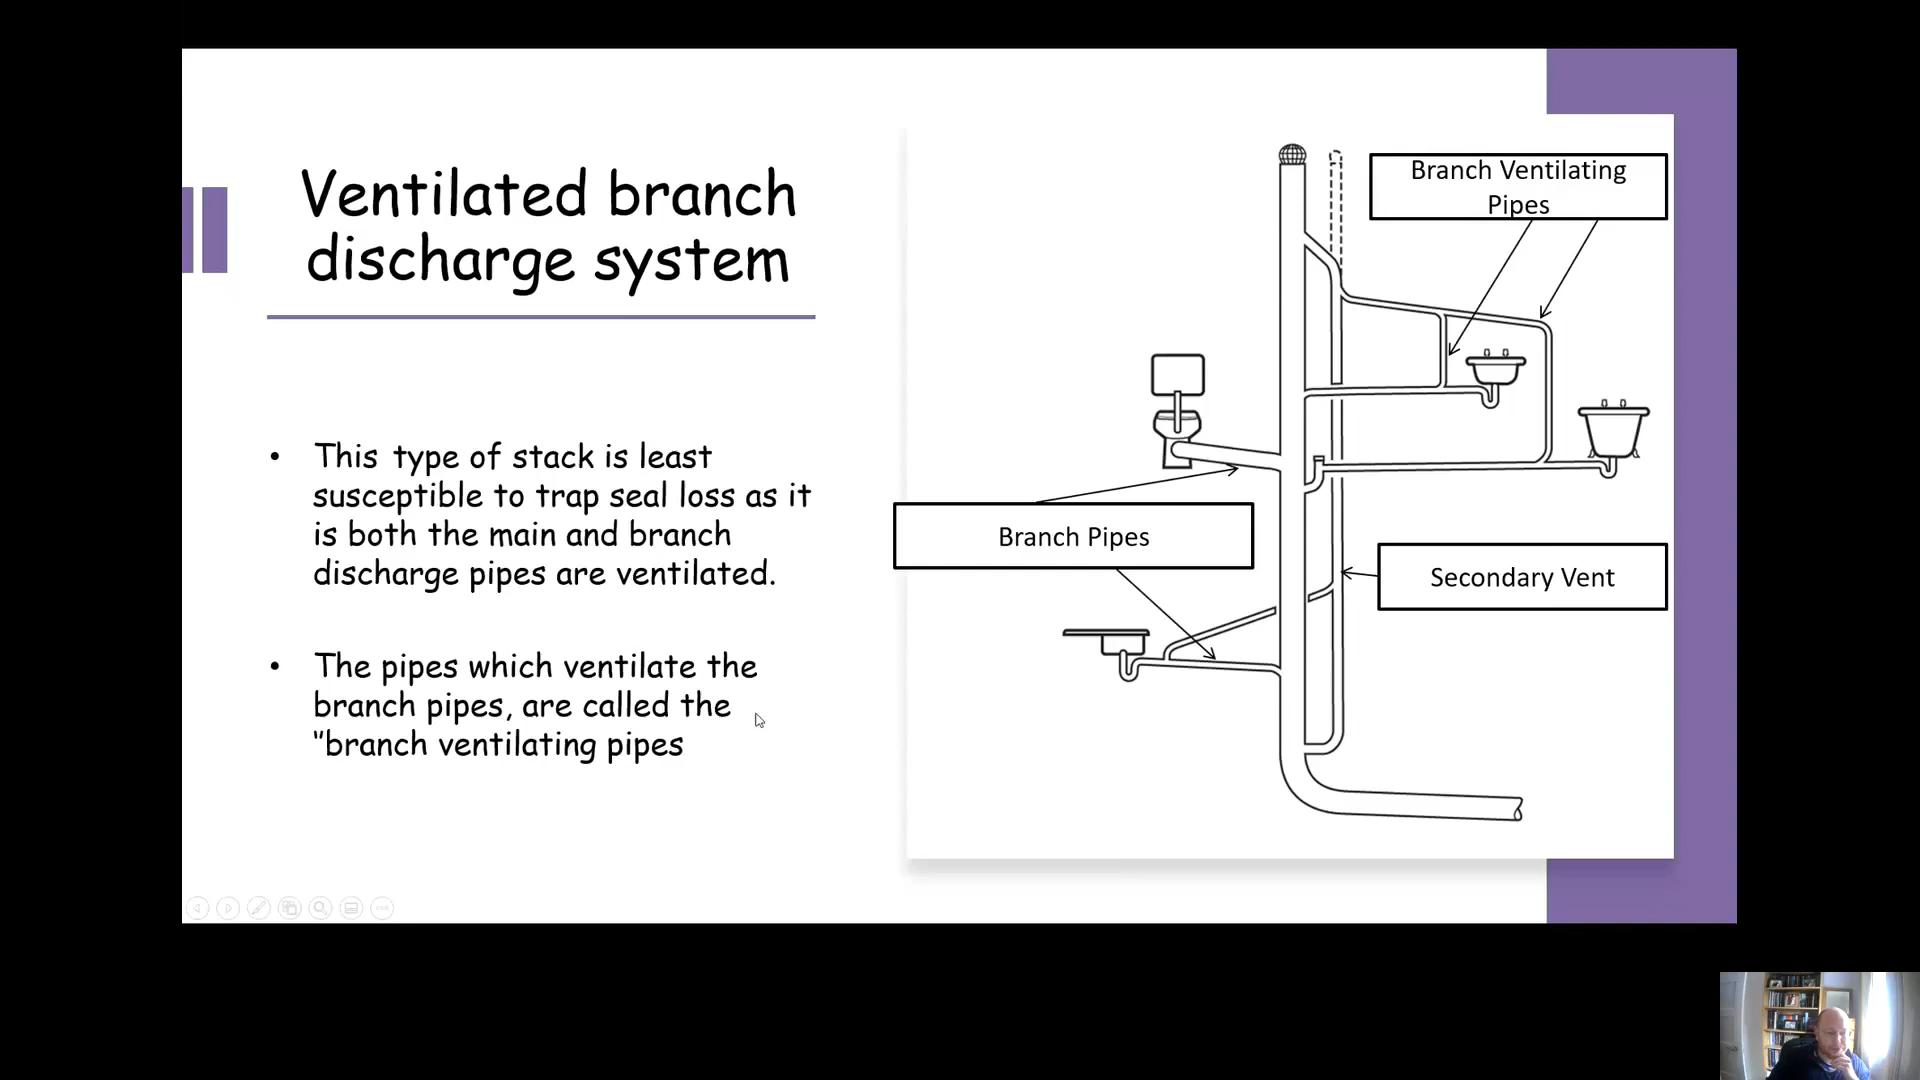 Ventilated branch
discharge system
This type of stack is least
susceptible to trap seal loss as it
is both the main and branch
discharge pipes are ventilated.
The pipes which ventilate the
branch pipes, are called the
“branch ventilating pipes
Branch Ventilating
Pipes
Branch Pipes
Secondary Vent